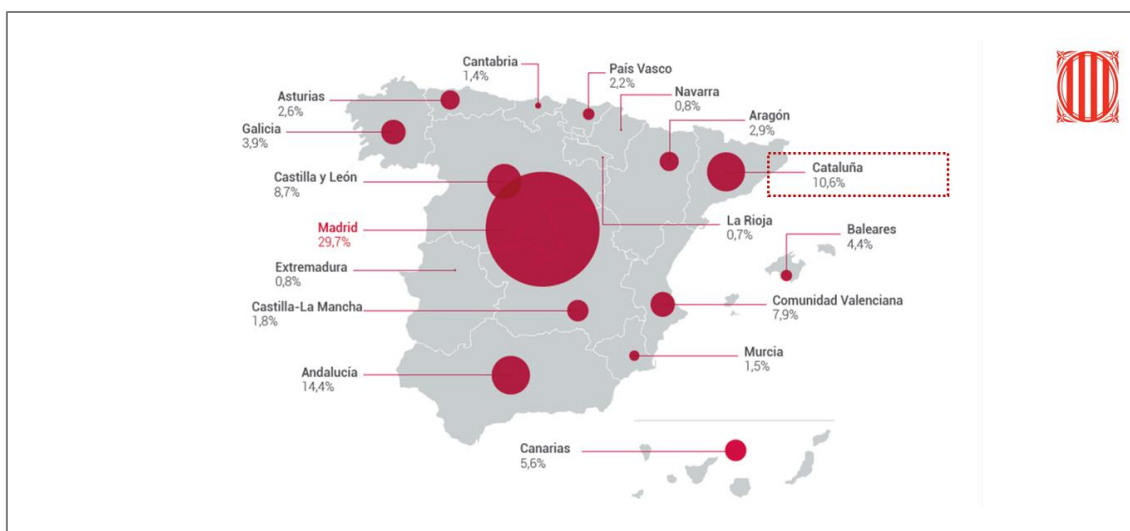 Cantabria
1,4%
País Vasco
2,2%
Navarra
0,8%
Asturias
2,6%
Aragón
2,9%
Galicia
3,9%
Cataluña
10,6%
Castilla y León
8,7%
Madrid
29,7%
La Rioja
0,7%
Baleares
4,4%
Extremadura
0,8%
Castilla-La Mancha
1,8%
Comunidad Valenciana
7,9%
Murcia
1,5%
Andalucía
14,4%
Canarias
5,6%